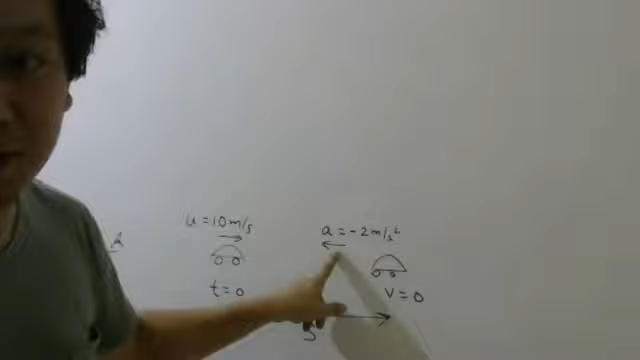 A
u = 10 m/s
a = -2 m/s²
t = 0
v = 0
S